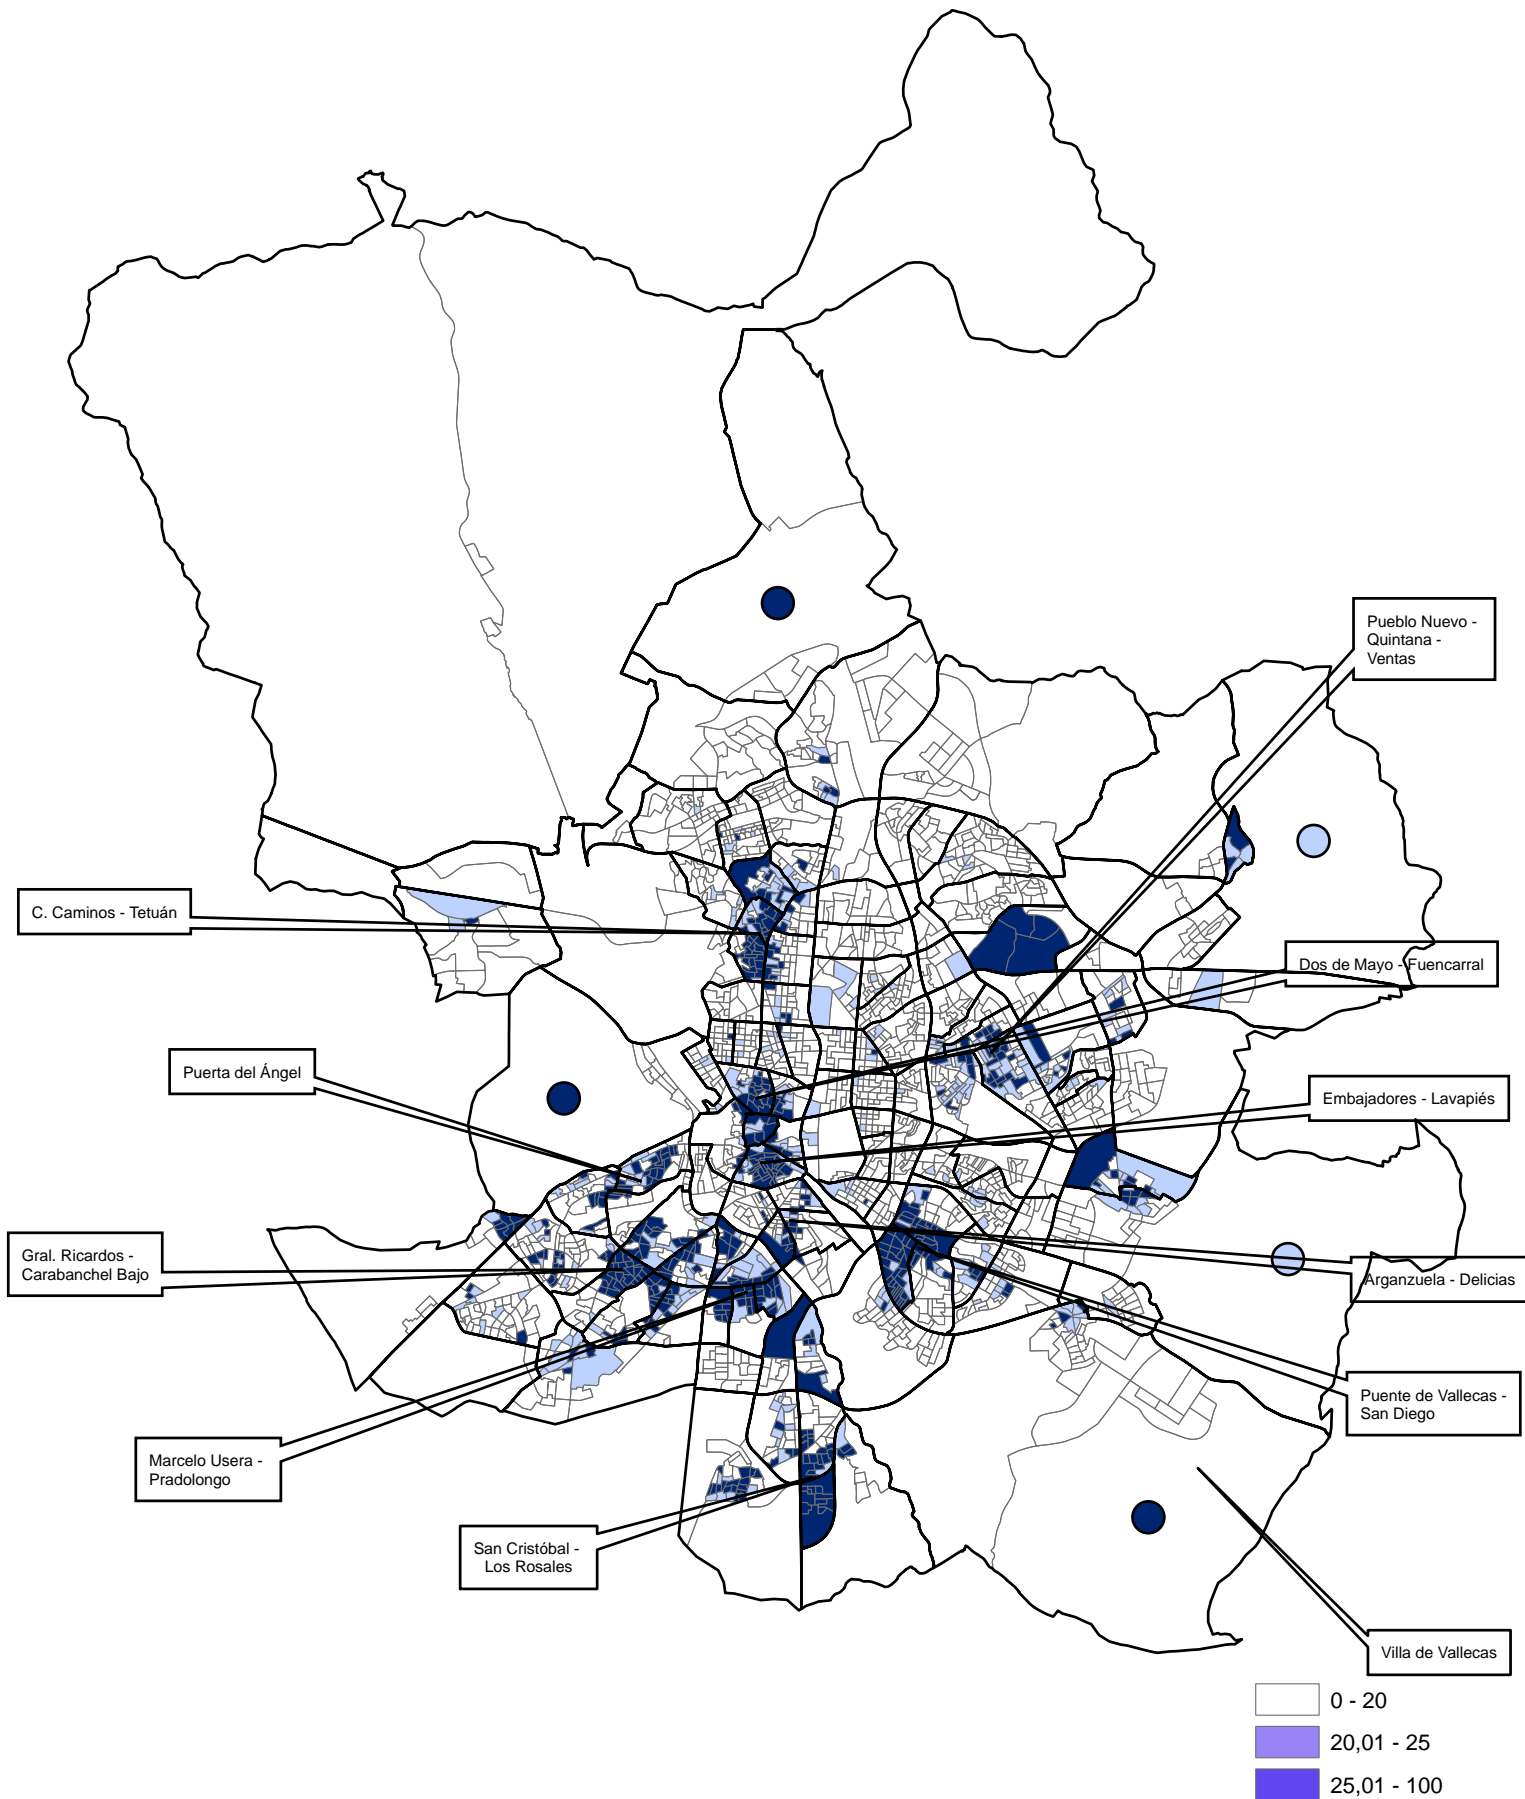 Pueblo Nuevo -
Quintana -
Ventas
C. Caminos - Tetuán
Dos de Mayo - Fuencarral
Puerta del Ángel
Embajadores - Lavapiés
Gral. Ricardos -
Carabanchel Bajo
Arganzuela - Delicias
Puente de Vallecas -
San Diego
Marcelo Usera -
Pradolongo
San Cristóbal -
Los Rosales
Villa de Vallecas
0 - 20
20,01 - 25
25,01 - 100